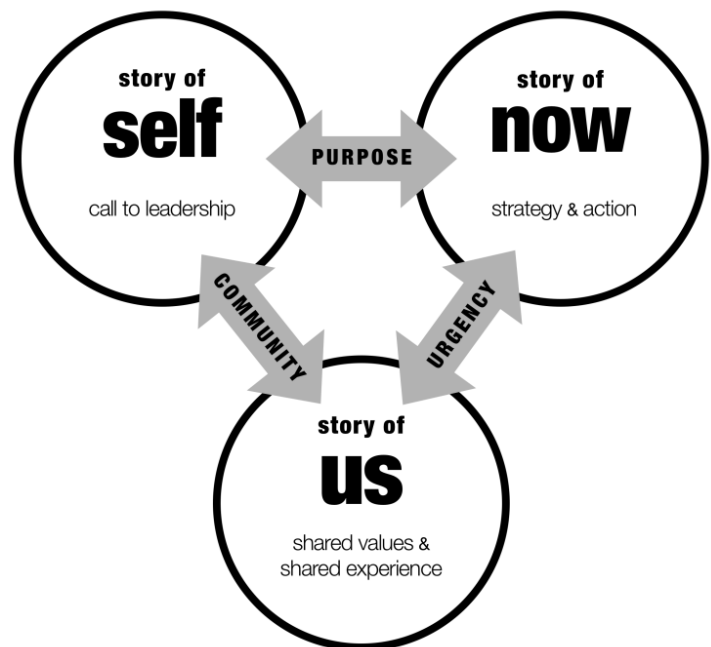 story of
self
call to leadership
PURPOSE
story of
now
strategy & action
COMMUNITY
URGENCY
story of
us
shared values &
shared experience